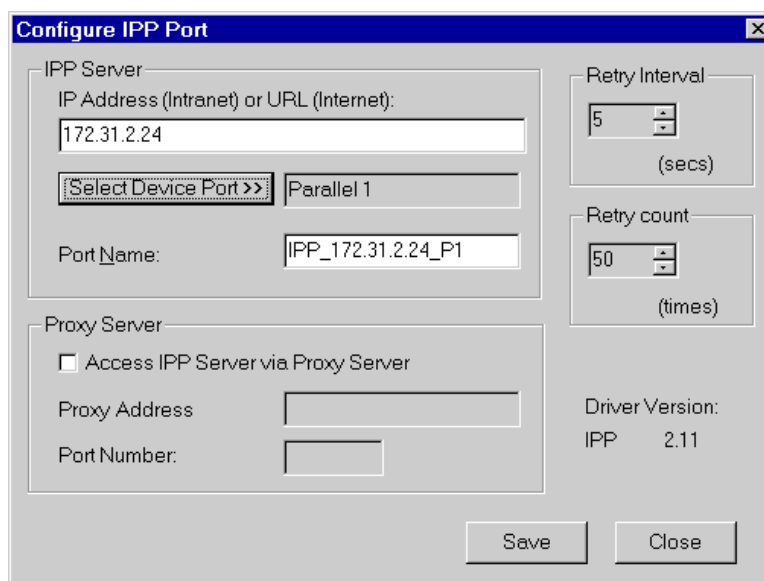 Configure IPP Port
IPP Server
IP Address (Intranet) or URL (Internet):
172.31.2.24
Select Device Port >> Parallel 1
Port Name: IPP_172.31.2.24_P1
Retry Interval
5
(secs)
Retry count
50
(times)
Proxy Server
Access IPP Server via Proxy Server
Proxy Address
Port Number:
Driver Version:
IPP 2.11
Save Close